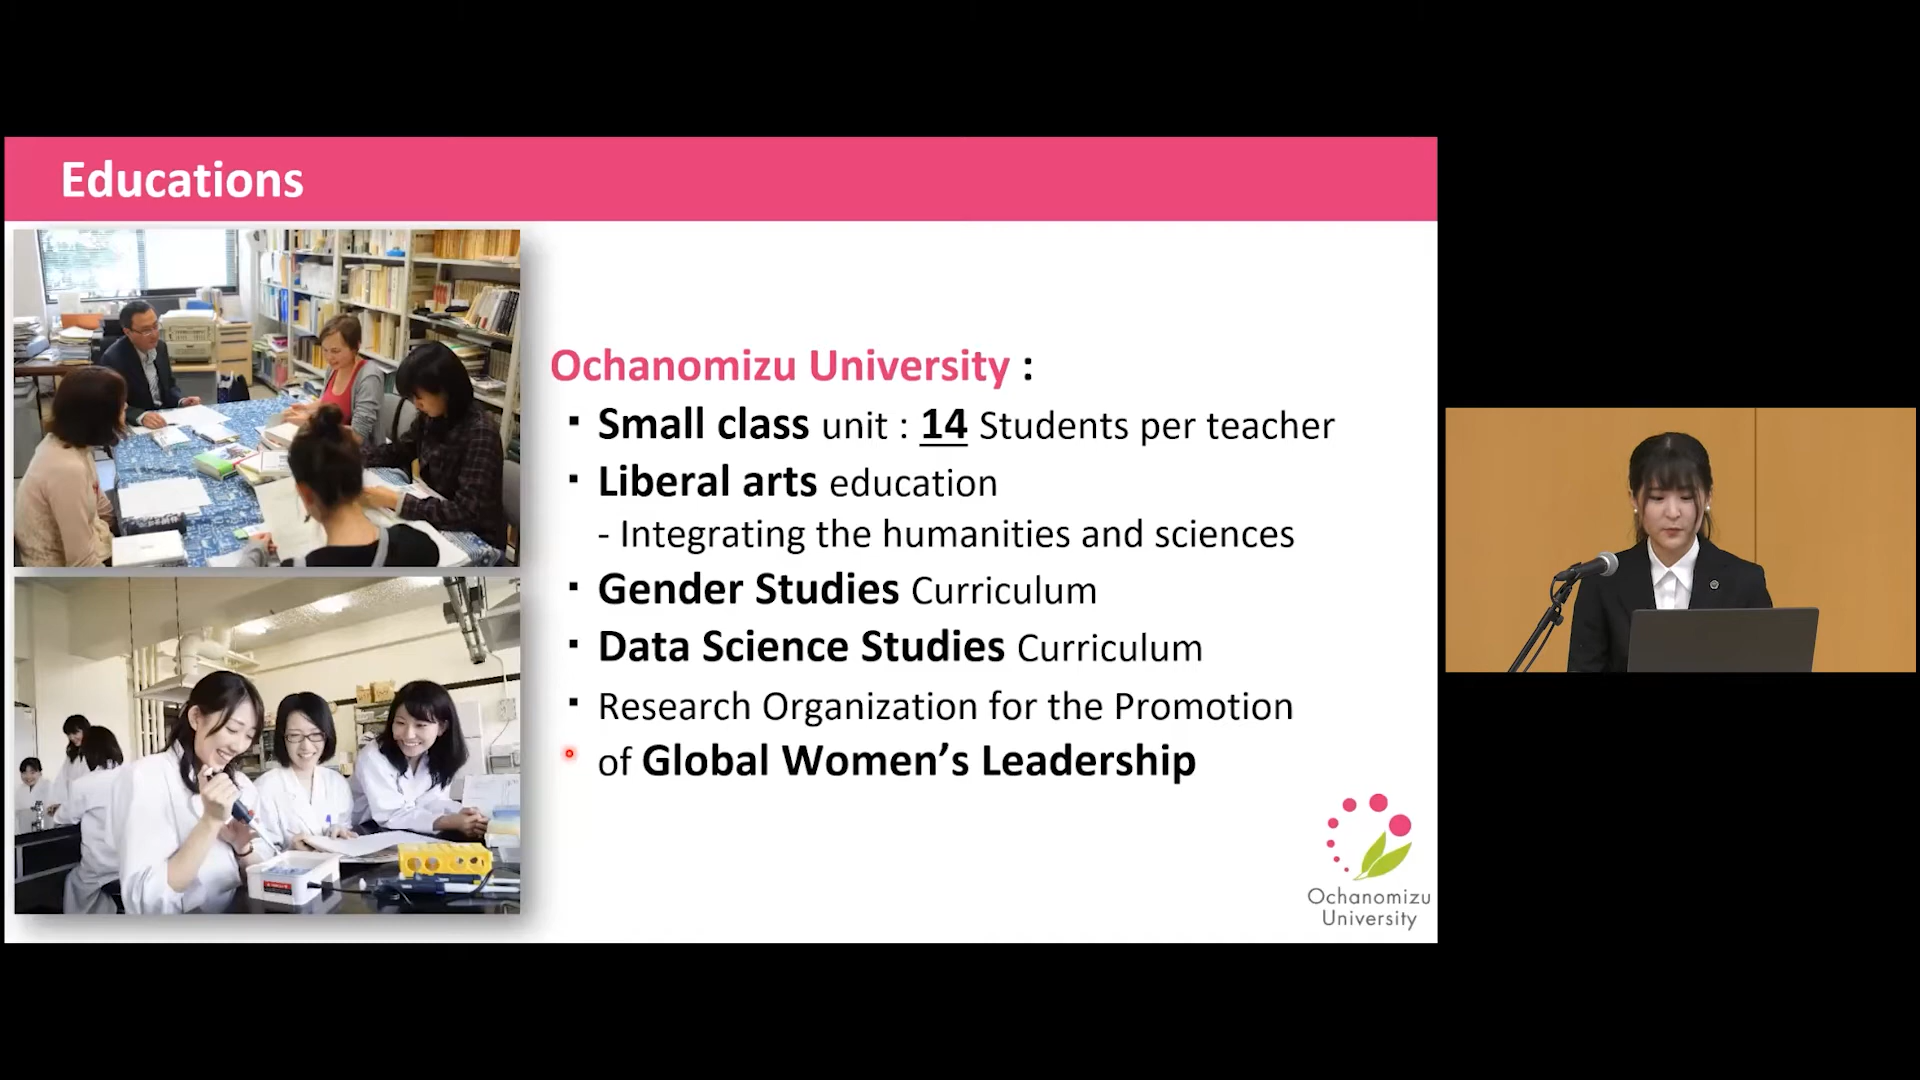 Educations
Ochanomizu University :
▪ Small class unit : 14 Students per teacher
▪ Liberal arts education
- Integrating the humanities and sciences
▪ Gender Studies Curriculum
▪ Data Science Studies Curriculum
▪ Research Organization for the Promotion
of Global Women’s Leadership
Ochanomizu
University